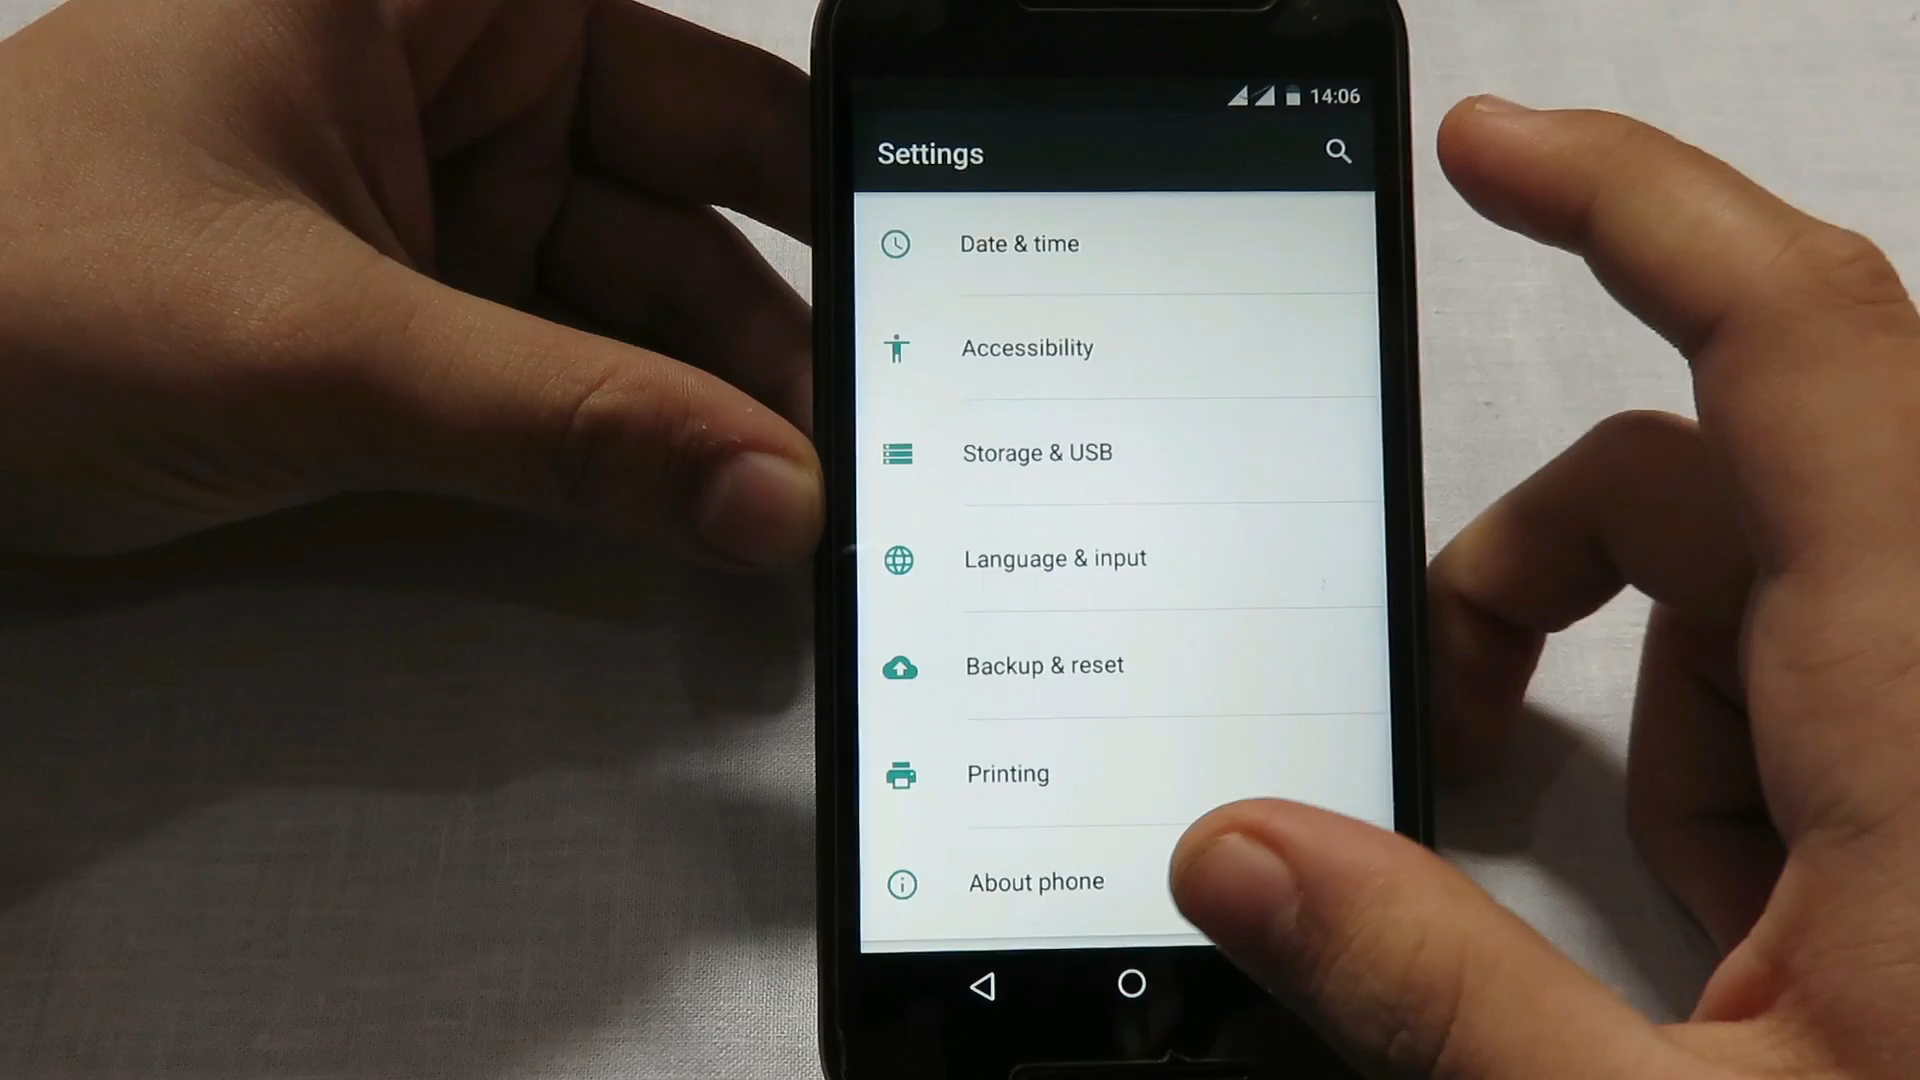 14:06
Settings
Date & time
Accessibility
Storage & USB
Language & input
Backup & reset
Printing
About phone